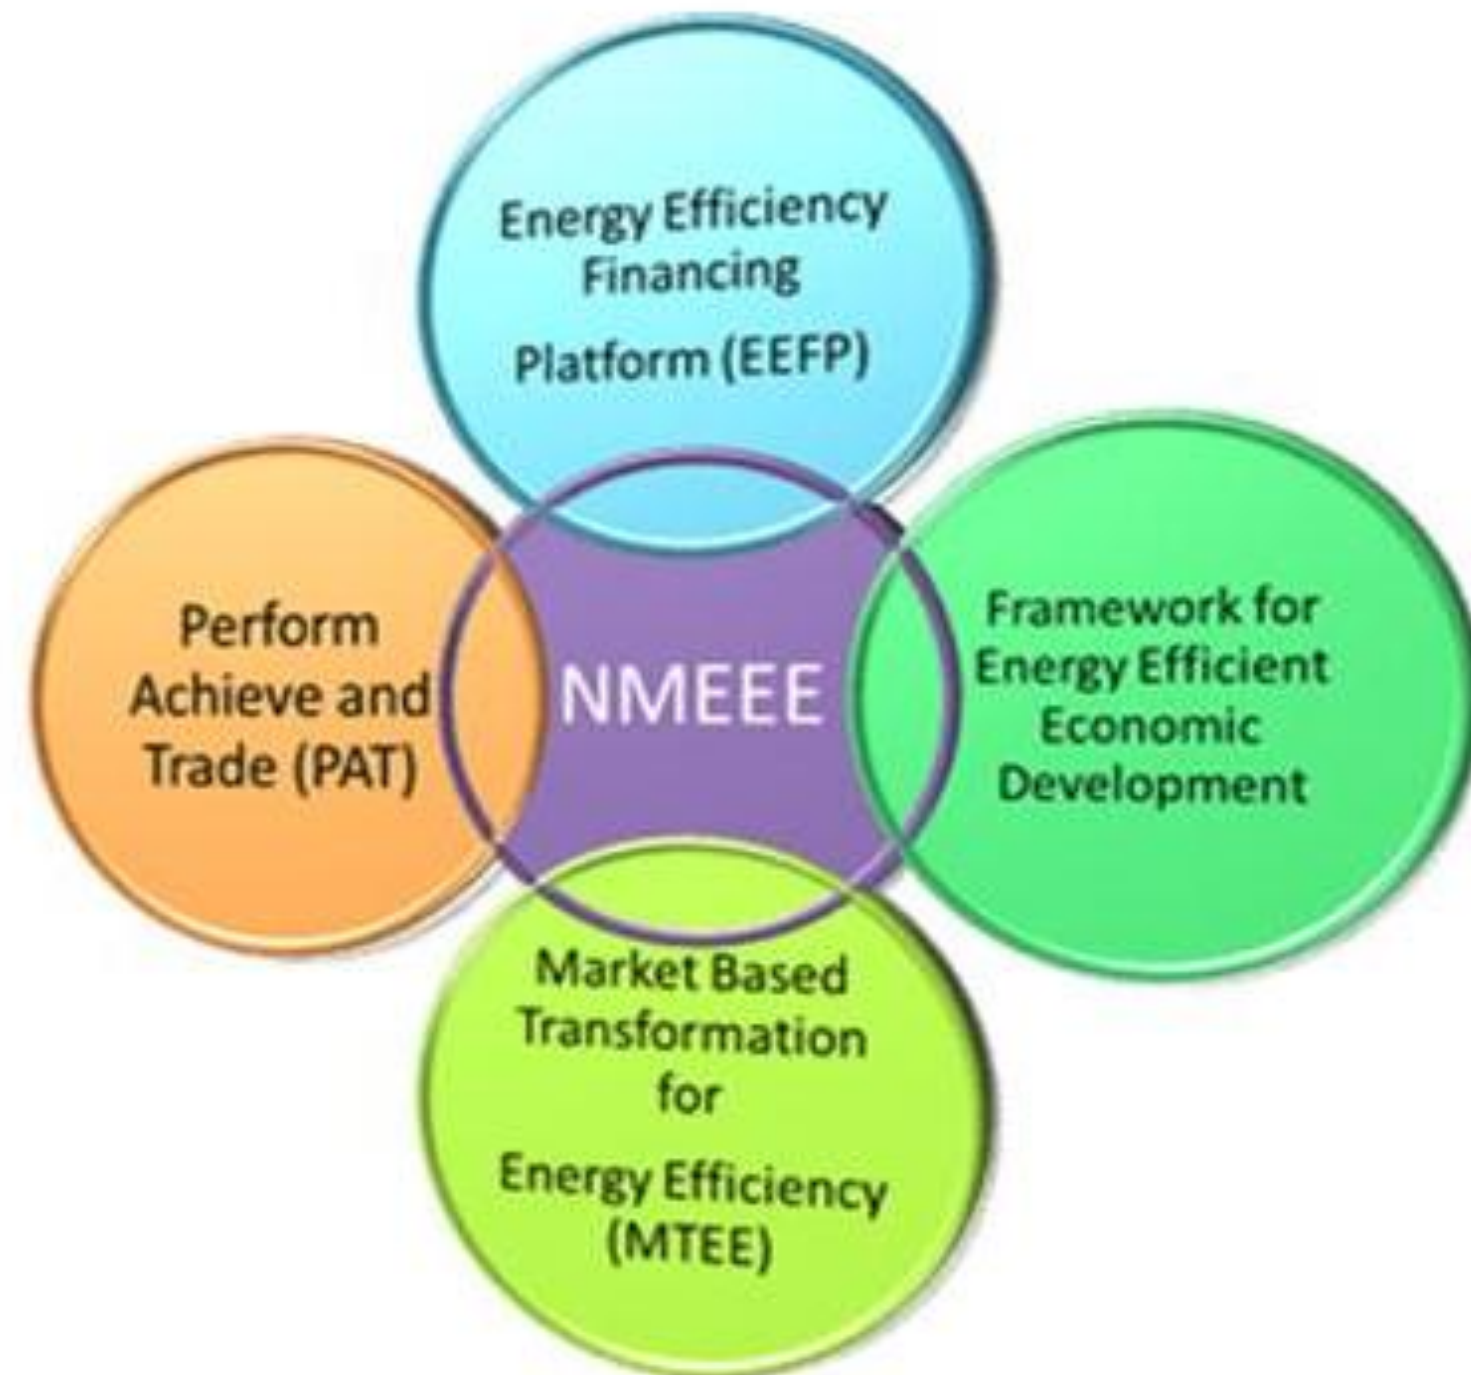 Energy Efficiency
Financing
Platform (EEFP)
Perform
Achieve and
Trade (PAT)
NMEEE
Framework for
Energy Efficient
Economic
Development
Market Based
Transformation
for
Energy Efficiency
(MTEE)